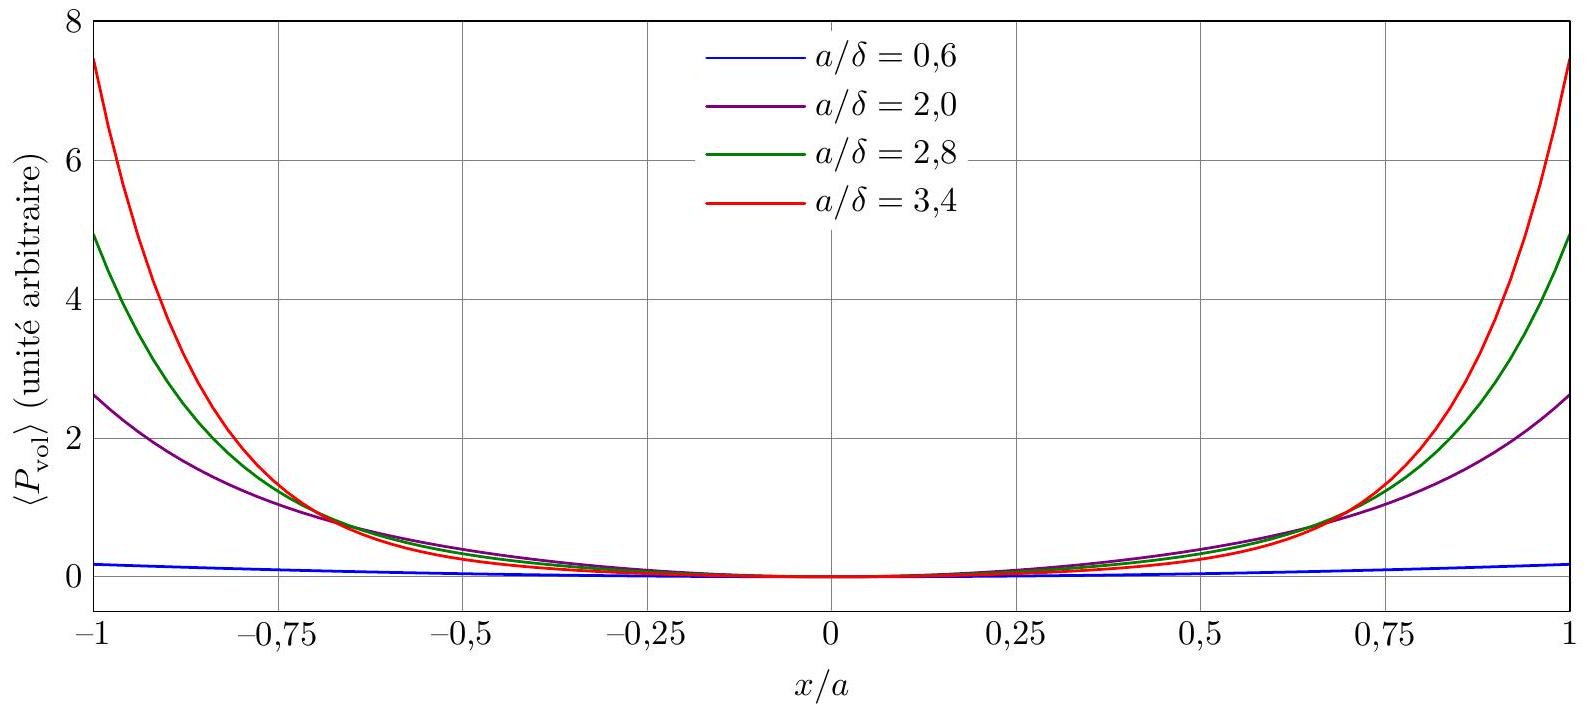 8
6
4
2
0
⟨P_vol⟩ (unité arbitraire)
a/δ = 0,6
a/δ = 2,0
a/δ = 2,8
a/δ = 3,4
–1 –0,75 –0,5 –0,25 0 0,25 0,5 0,75 1
x/a